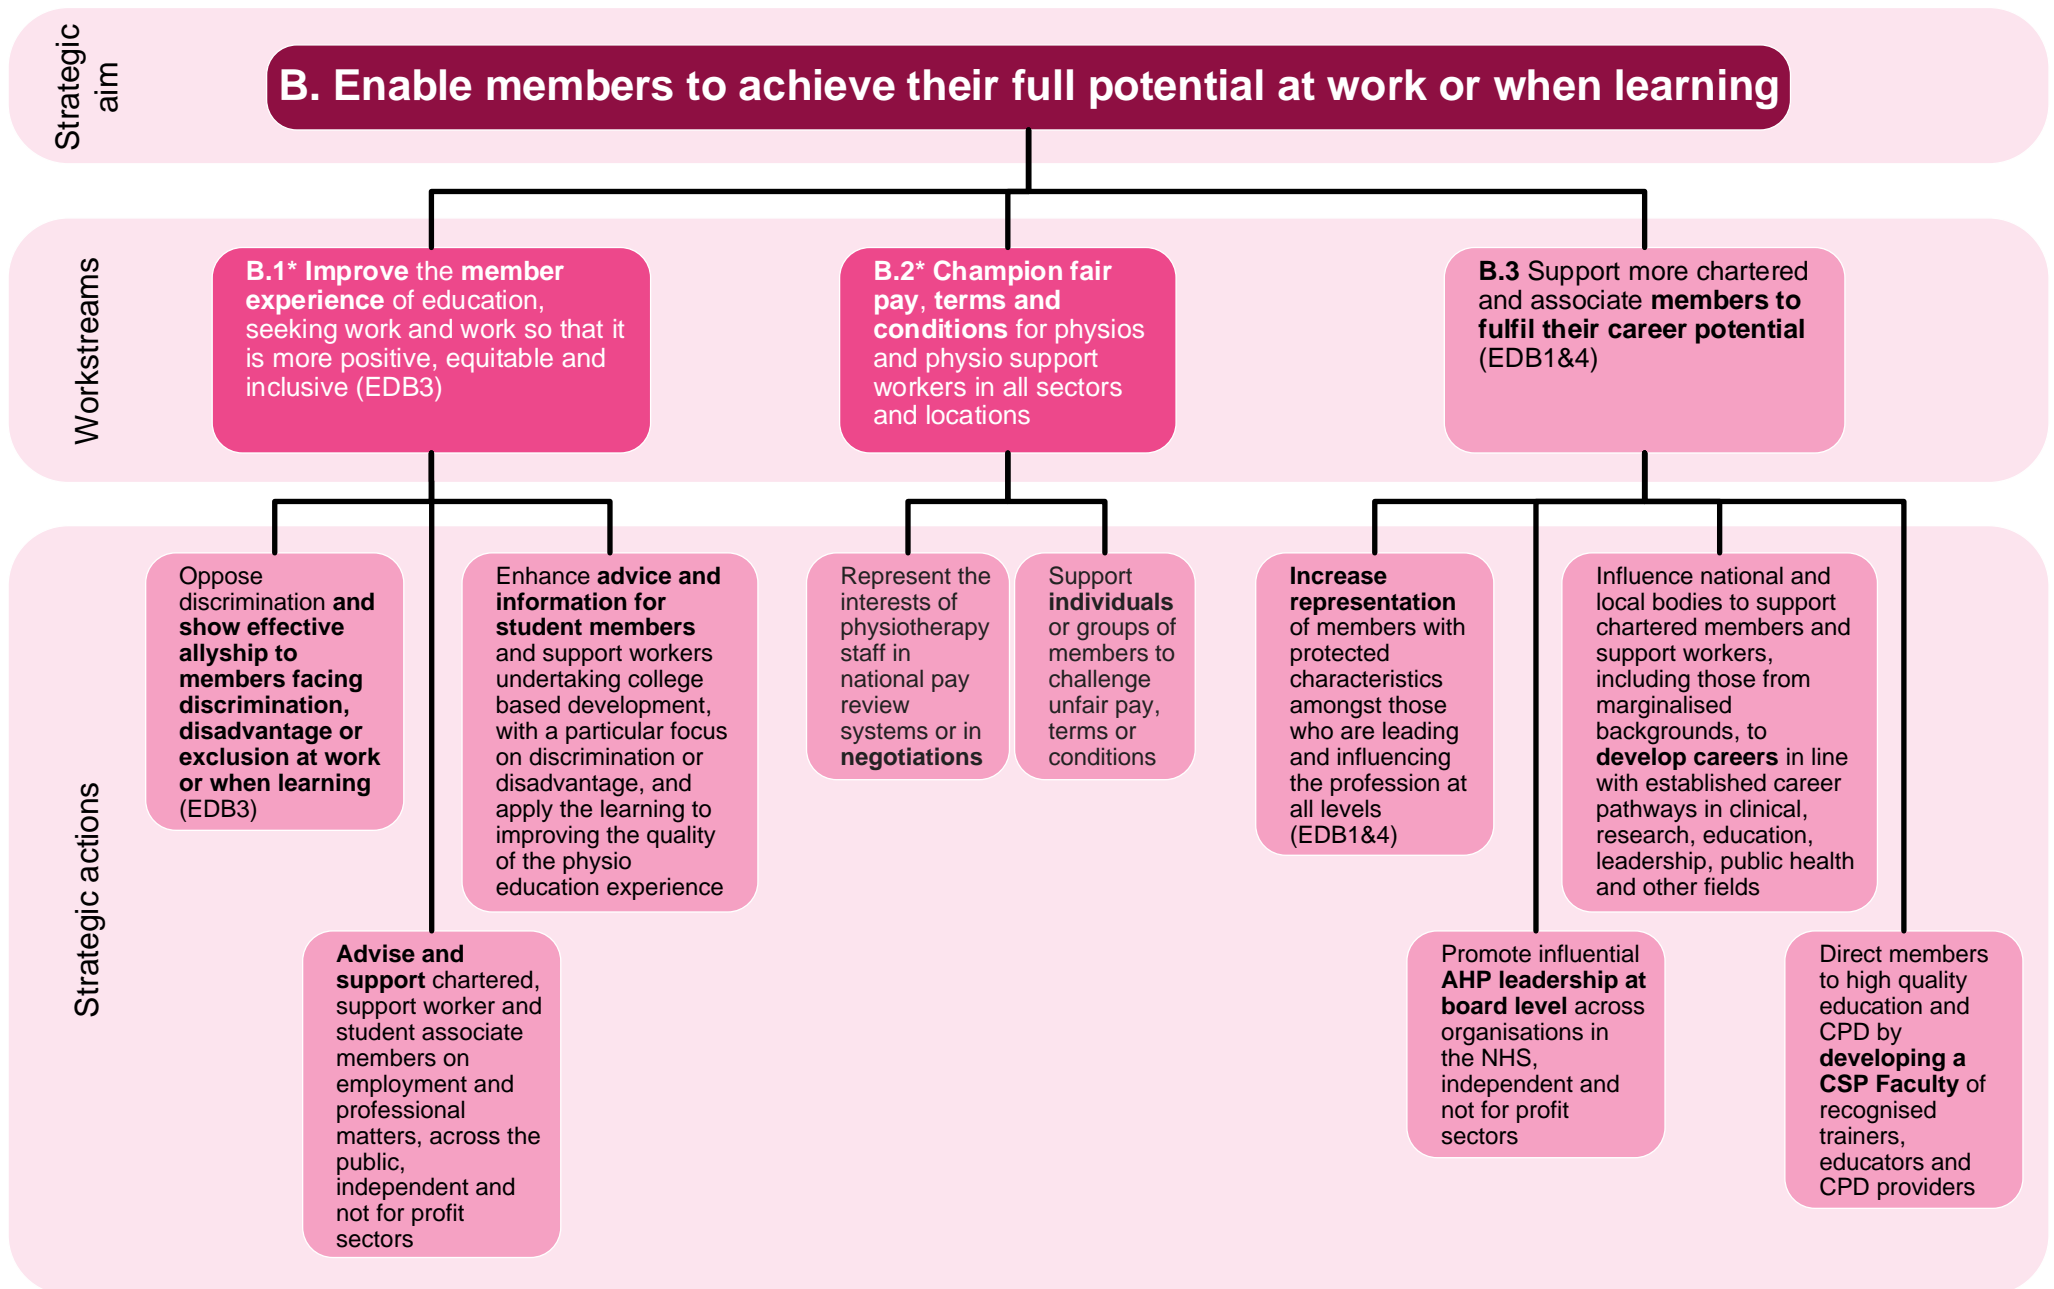 Strategic
aim
B. Enable members to achieve their full potential at work or when learning
Workstreams
B.1* Improve the member
experience of education,
seeking work and work so that it
is more positive, equitable and
inclusive (EDB3)
B.2* Champion fair
pay, terms and
conditions for physios
and physio support
workers in all sectors
and locations
B.3 Support more chartered
and associate members to
fulfil their career potential
(EDB1&4)
Strategic actions
Oppose
discrimination and
show effective
allyship to
members facing
discrimination,
disadvantage or
exclusion at work
or when learning
(EDB3)
Advise and
support chartered,
support worker and
student associate
members on
employment and
professional
matters, across the
public,
independent and
not for profit
sectors
Enhance advice and
information for
student members
and support workers
undertaking college
based development,
with a particular focus
on discrimination or
disadvantage, and
apply the learning to
improving the quality
of the physio
education experience
Represent the
interests of
physiotherapy
staff in
national pay
review
systems or in
negotiations
Support
individuals
or groups of
members to
challenge
unfair pay,
terms or
conditions
Increase
representation
of members with
protected
characteristics
amongst those
who are leading
and influencing
the profession at
all levels
(EDB1&4)
Promote influential
AHP leadership at
board level across
organisations in
the NHS,
independent and
not for profit
sectors
Influence national and
local bodies to support
chartered members and
support workers,
including those from
marginalised
backgrounds, to
develop careers in line
with established career
pathways in clinical,
research, education,
leadership, public health
and other fields
Direct members
to high quality
education and
CPD by
developing a
CSP Faculty of
recognised
trainers,
educators and
CPD providers